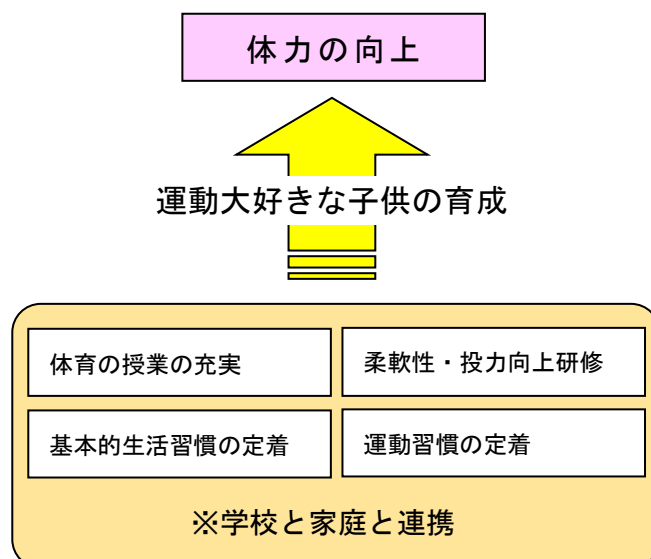 体力の向上
運動大好きな子供の育成
体育の授業の充実
柔軟性・投力向上研修
基本的生活習慣の定着
運動習慣の定着
※学校と家庭と連携